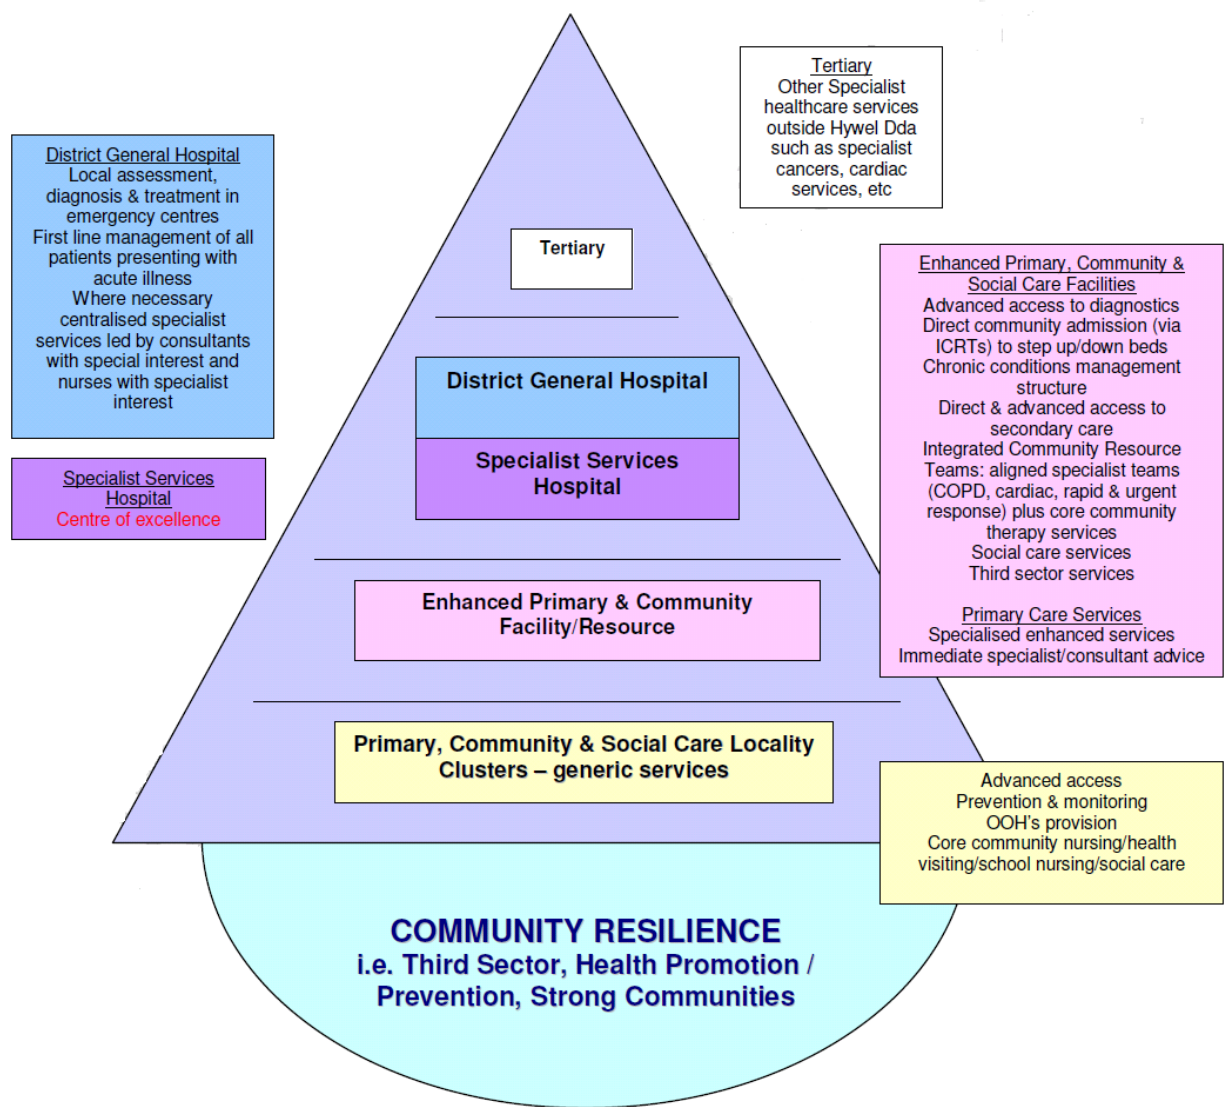 Tertiary
Other Specialist
healthcare services
outside Hywel Dda
such as specialist
cancers, cardiac
services, etc
District General Hospital
Local assessment,
diagnosis & treatment in
emergency centres
First line management of all
patients presenting with
acute illness
Where necessary
centralised specialist
services led by consultants
with special interest and
nurses with specialist
interest
Specialist Services
Hospital
Centre of excellence
Tertiary
District General Hospital
Specialist Services
Hospital
Enhanced Primary & Community
Facility/Resource
Primary, Community & Social Care Locality
Clusters – generic services
Enhanced Primary, Community &
Social Care Facilities
Advanced access to diagnostics
Direct community admission (via
ICRTs) to step up/down beds
Chronic conditions management
structure
Direct & advanced access to
secondary care
Integrated Community Resource
Teams: aligned specialist teams
(COPD, cardiac, rapid & urgent
response) plus core community
therapy services
Social care services
Third sector services
Primary Care Services
Specialised enhanced services
Immediate specialist/consultant advice
Advanced access
Prevention & monitoring
OOH's provision
Core community nursing/health
visiting/school nursing/social care
COMMUNITY RESILIENCE
i.e. Third Sector, Health Promotion /
Prevention, Strong Communities